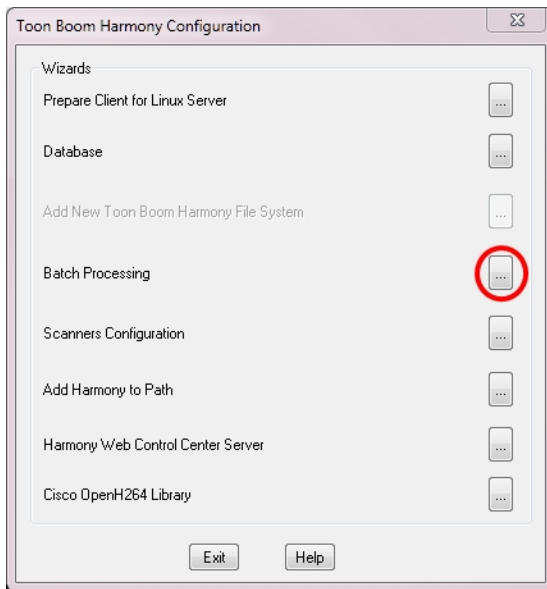 Toon Boom Harmony Configuration
Wizards
Prepare Client for Linux Server ...
Database ...
Add New Toon Boom Harmony File System ...
Batch Processing ...
Scanners Configuration ...
Add Harmony to Path ...
Harmony Web Control Center Server ...
Cisco OpenH264 Library ...
Exit Help